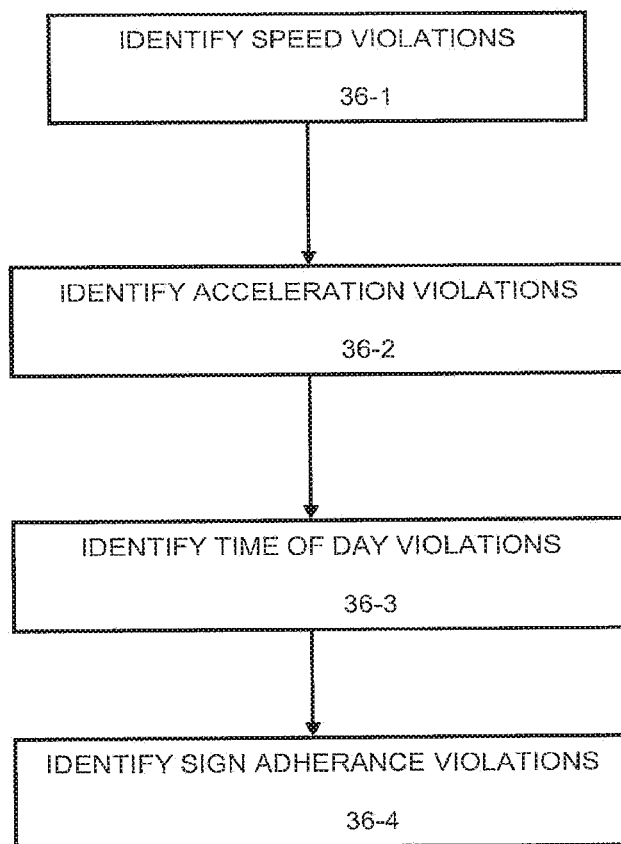 IDENTIFY SPEED VIOLATIONS
36-1
IDENTIFY ACCELERATION VIOLATIONS
36-2
IDENTIFY TIME OF DAY VIOLATIONS
36-3
IDENTIFY SIGN ADHERANCE VIOLATIONS
36-4